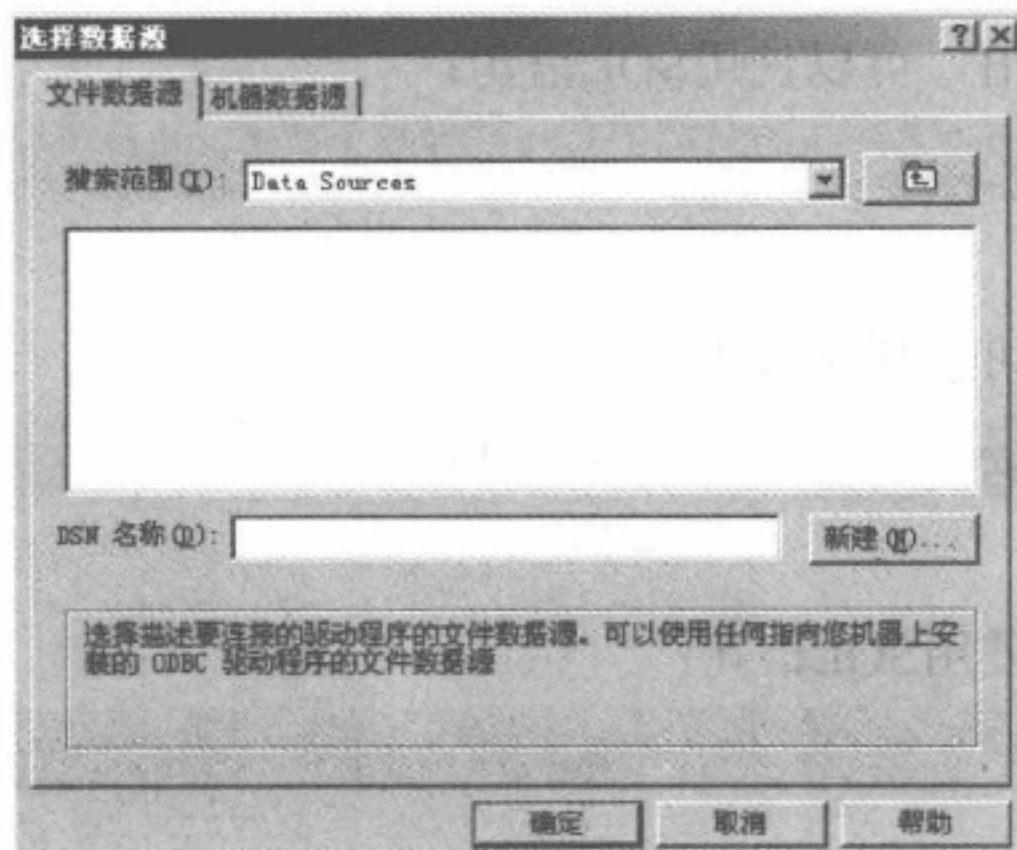 选择数据源
文件数据源 机器数据源
搜索范围(I): Data Sources
DSN 名称(D):
新建(N)...
选择描述要连接的驱动程序的文件数据源。可以使用任何指向您机器上安
装的 ODBC 驱动程序的文件数据源
确定 取消 帮助